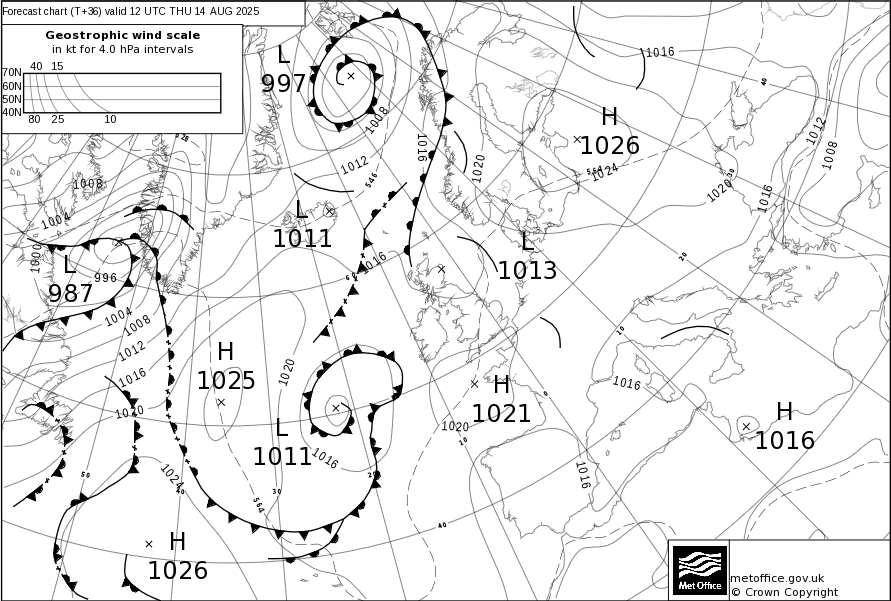 Forecast chart (T+36) valid 12 UTC THU 14 AUG 2025
Geostrophic wind scale
in kt for 4.0 hPa intervals
40 15
70N
60N
50N
40N
80 25 10
L
997
1008
1016
1016
40
H
1026
1012
1008
1012
1020
564
1024
1020
30
1016
546
1008
1004
L
1011
1000
L
987
996
1016
L
1013
20
1004
1008
1012
1016
1020
H
1025
1020
10
1016
0
H
1021
1020
10
H
1016
L
1011
1016
1016
50
1024
40
30
20
564
40
H
1026
Met Office
metoffice.gov.uk
© Crown Copyright